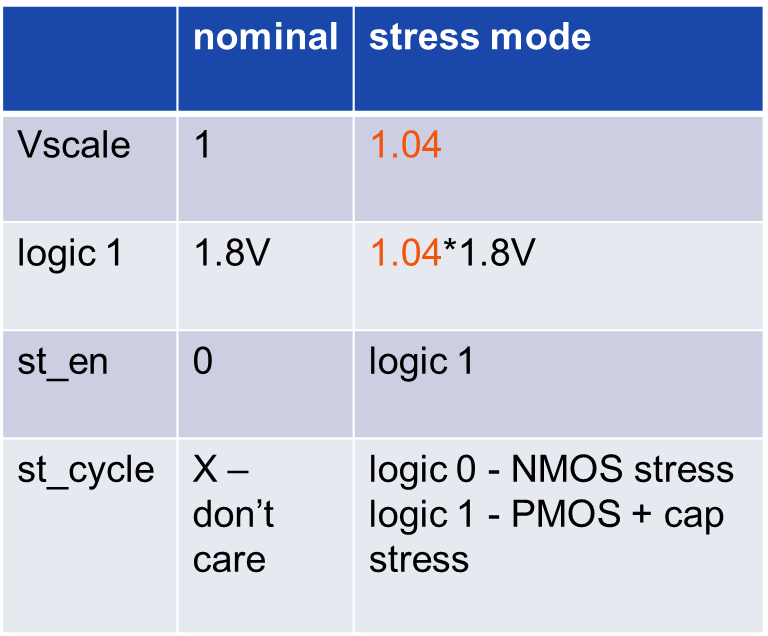 nominal stress mode
Vscale 1 1.04
logic 1 1.8V 1.04*1.8V
st_en 0 logic 1
st_cycle X – logic 0 - NMOS stress
don’t logic 1 - PMOS + cap
care stress